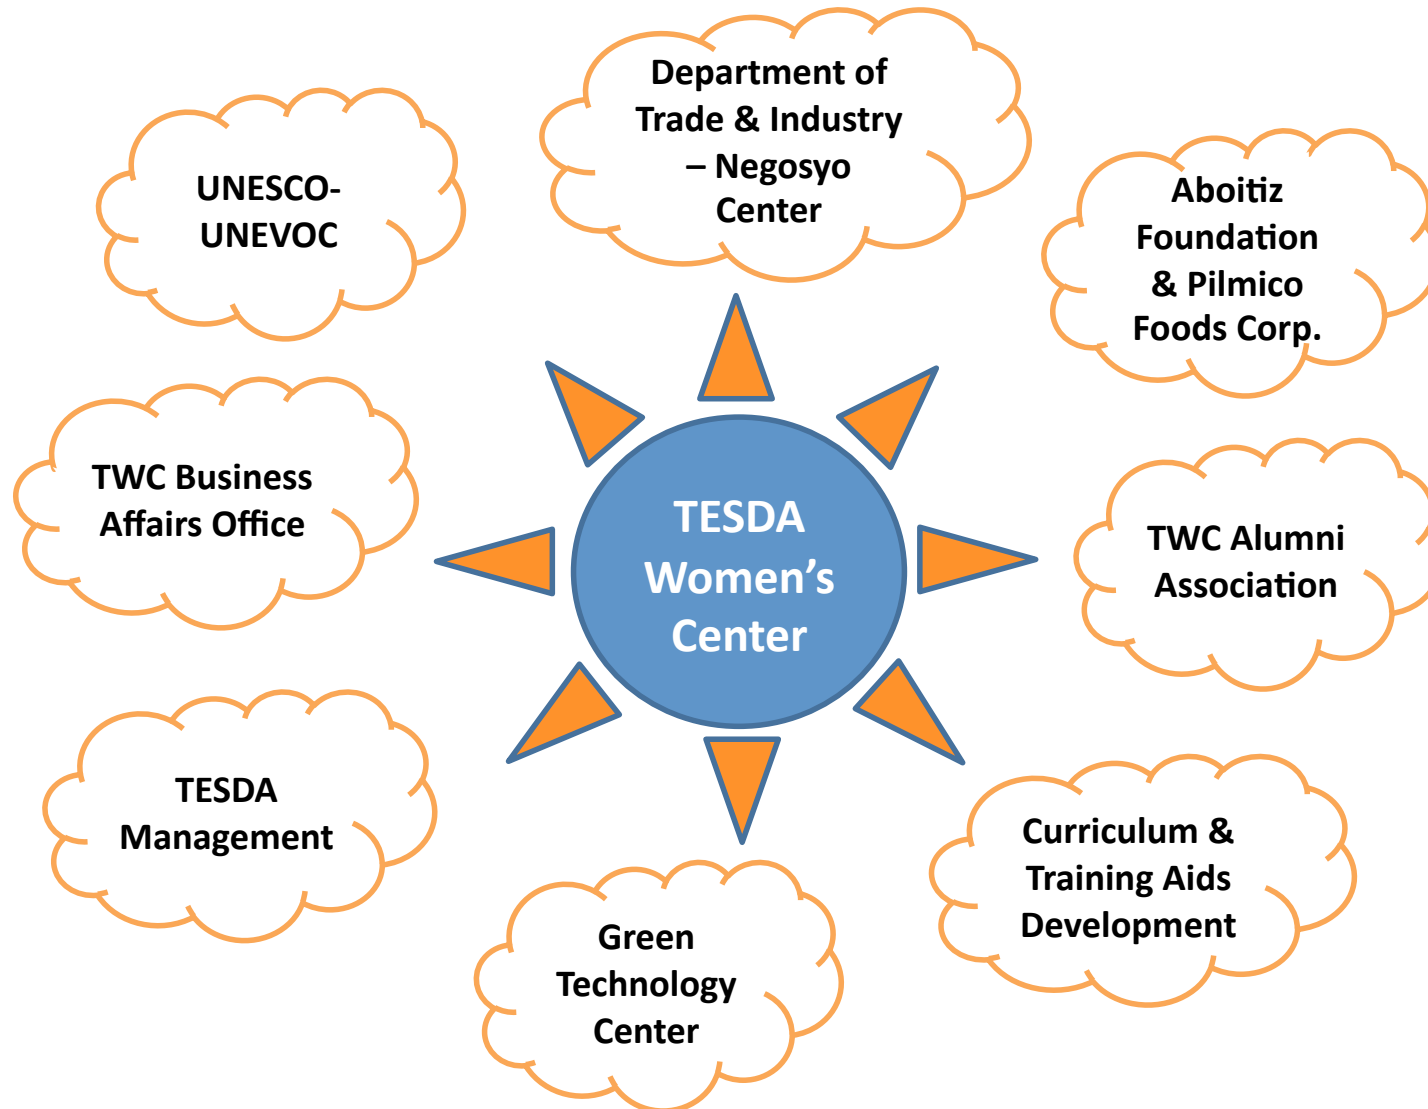 Department of
Trade & Industry
– Negosyo
Center
UNESCO-
UNEVOC
Aboitiz
Foundation
& Pilmico
Foods Corp.
TWC Business
Affairs Office
TESDA
Women’s
Center
TWC Alumni
Association
TESDA
Management
Curriculum &
Training Aids
Development
Green
Technology
Center